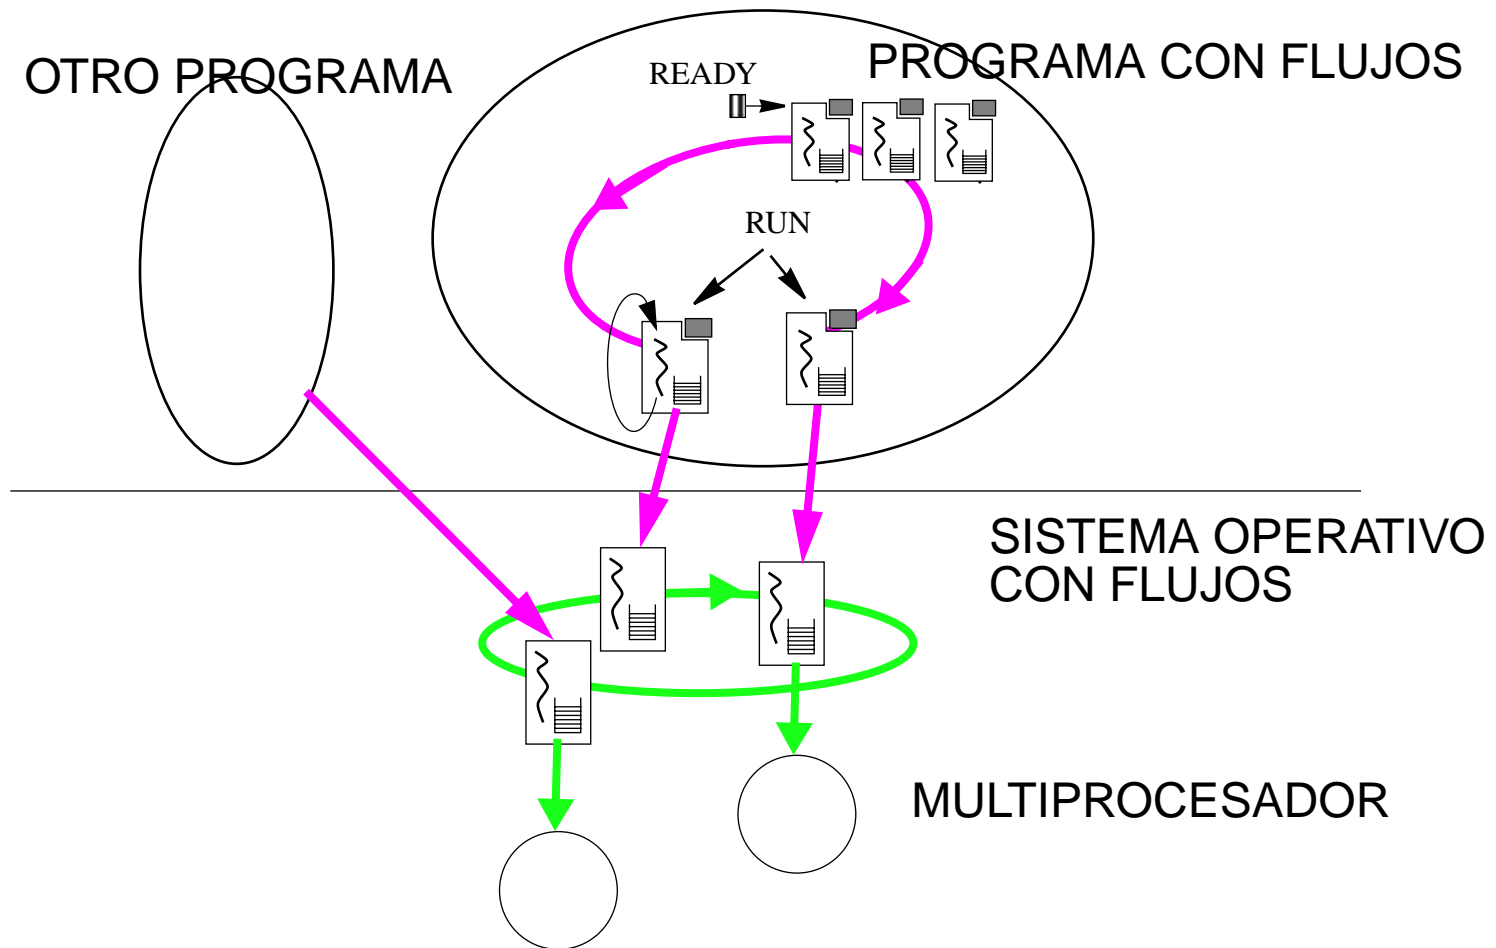 OTRO PROGRAMA
PROGRAMA CON FLUJOS
READY
RUN
SISTEMA OPERATIVO
CON FLUJOS
MULTIPROCESADOR